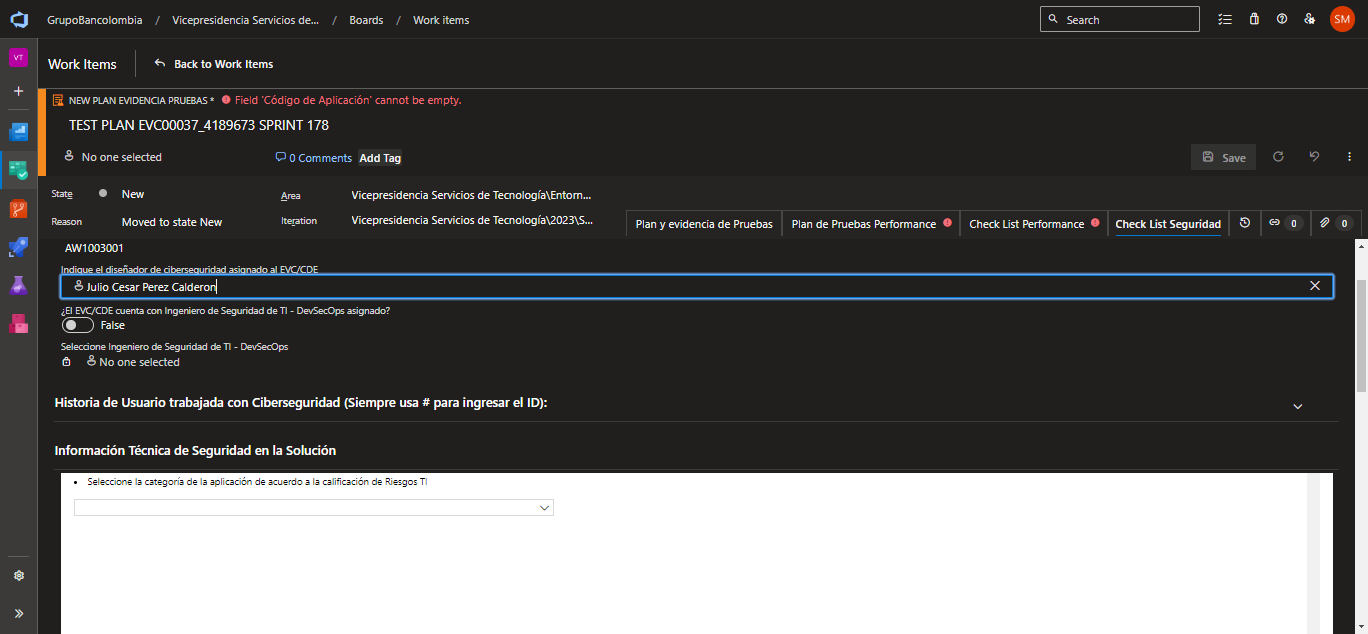 GrupoBancolombia / Vicepresidencia Servicios de... / Boards / Work items
Search
SM
VT
Work Items
Back to Work Items
NEW PLAN EVIDENCIA PRUEBAS * Field 'Código de Aplicación' cannot be empty.
TEST PLAN EVC00037_4189673 SPRINT 178
No one selected
0 Comments
Add Tag
Save
State
New
Area
Vicepresidencia Servicios de Tecnología\Entorn...
Reason
Moved to state New
Iteration
Vicepresidencia Servicios de Tecnología\2023\S...
Plan y evidencia de Pruebas
Plan de Pruebas Performance
Check List Performance
Check List Seguridad
0
0
AW1003001
Indique el diseñador de ciberseguridad asignado al EVC/CDE
Julio Cesar Perez Calderon
¿El EVC/CDE cuenta con Ingeniero de Seguridad de TI - DevSecOps asignado?
False
Seleccione Ingeniero de Seguridad de TI - DevSecOps
No one selected
Historia de Usuario trabajada con Ciberseguridad (Siempre usa # para ingresar el ID):
Información Técnica de Seguridad en la Solución
• Seleccione la categoría de la aplicación de acuerdo a la calificación de Riesgos TI